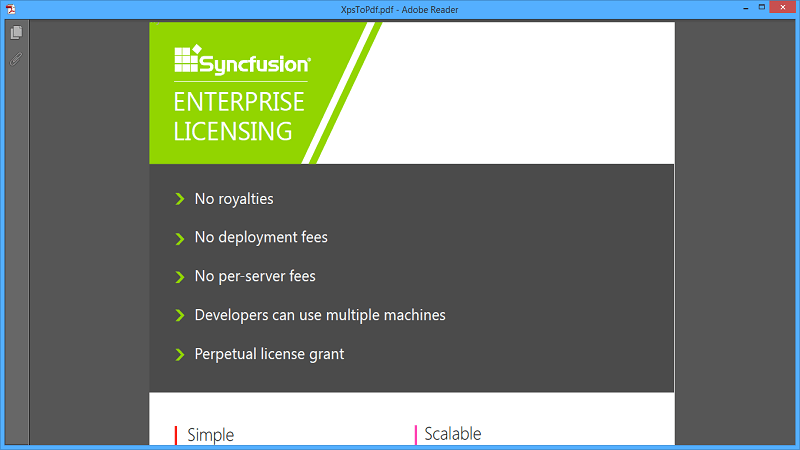 XpsToPdf.pdf - Adobe Reader
Syncfusion®
ENTERPRISE
LICENSING
No royalties
No deployment fees
No per-server fees
Developers can use multiple machines
Perpetual license grant
Simple
Scalable